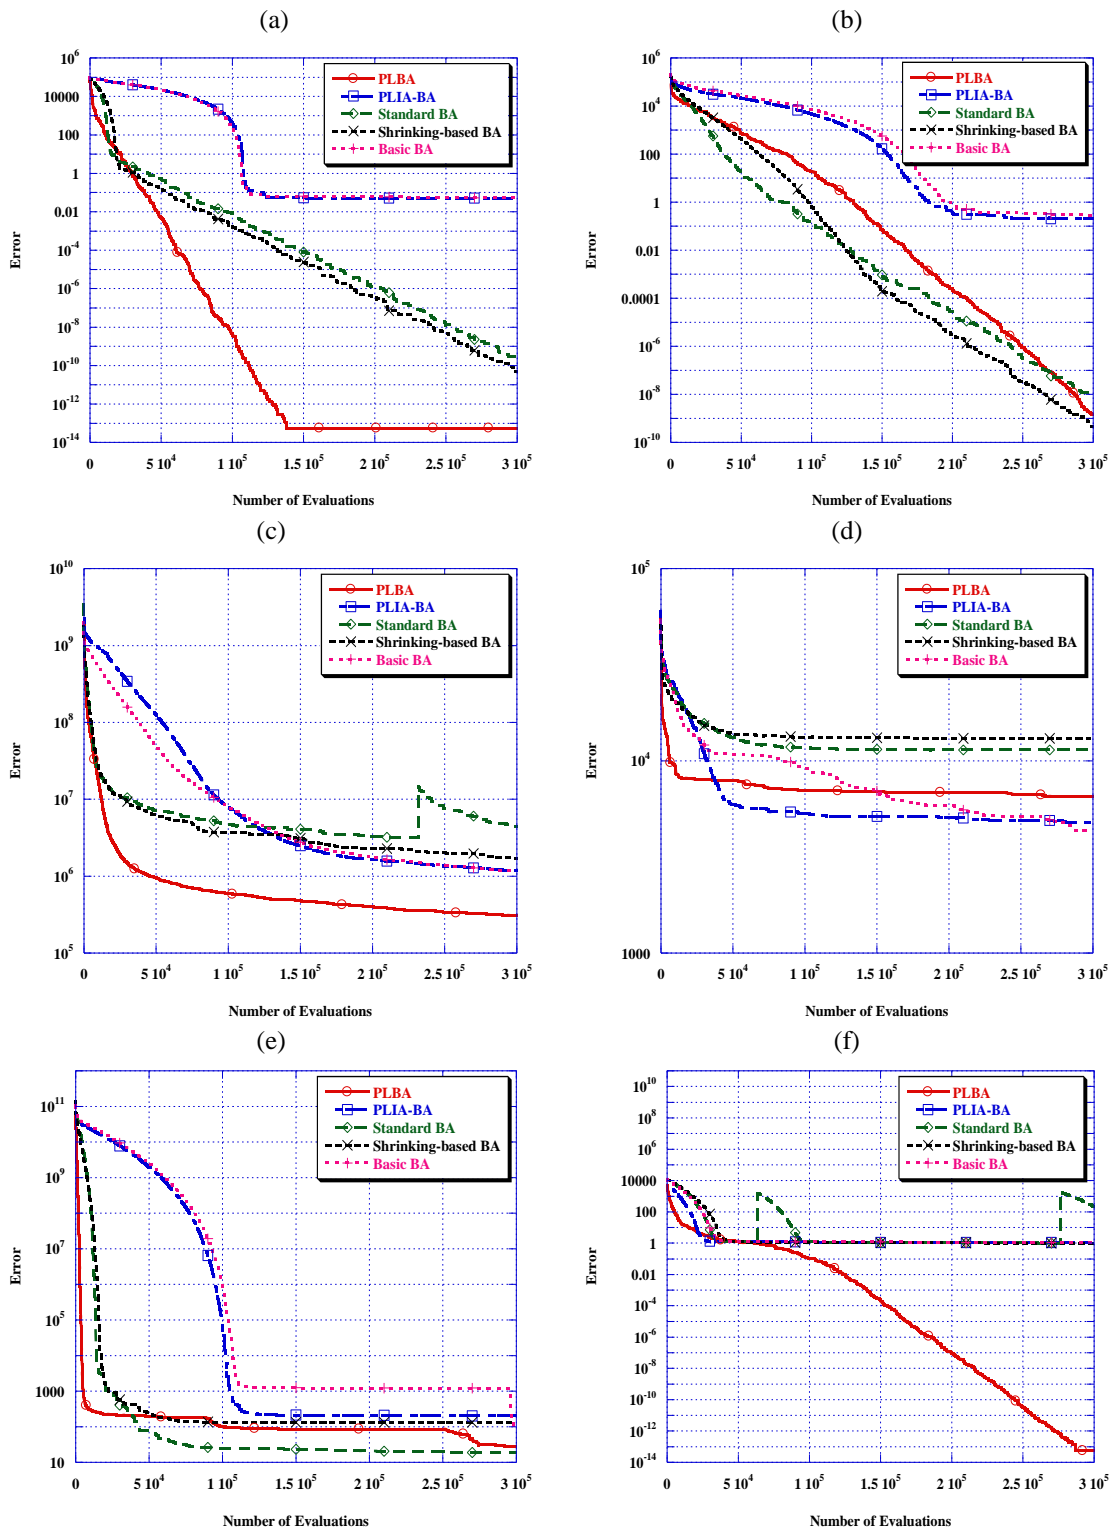 (a)
10^6
10000
100
1
0.01
10^-4
10^-6
10^-8
10^-10
10^-12
10^-14
Error
PLBA
PLIA-BA
Standard BA
Shrinking-based BA
Basic BA
0 5 10^4 1 10^5 1.5 10^5 2 10^5 2.5 10^5 3 10^5
Number of Evaluations
(b)
10^6
10^4
100
1
0.01
0.0001
10^-6
10^-8
10^-10
Error
PLBA
PLIA-BA
Standard BA
Shrinking-based BA
Basic BA
0 5 10^4 1 10^5 1.5 10^5 2 10^5 2.5 10^5 3 10^5
Number of Evaluations
(c)
10^10
10^9
10^8
10^7
10^6
10^5
Error
PLBA
PLIA-BA
Standard BA
Shrinking-based BA
Basic BA
0 5 10^4 1 10^5 1.5 10^5 2 10^5 2.5 10^5 3 10^5
Number of Evaluations
(d)
10^5
10^4
1000
Error
PLBA
PLIA-BA
Standard BA
Shrinking-based BA
Basic BA
0 5 10^4 1 10^5 1.5 10^5 2 10^5 2.5 10^5 3 10^5
Number of Evaluations
(e)
10^11
10^9
10^7
10^5
1000
10
Error
PLBA
PLIA-BA
Standard BA
Shrinking-based BA
Basic BA
0 5 10^4 1 10^5 1.5 10^5 2 10^5 2.5 10^5 3 10^5
Number of Evaluations
(f)
10^10
10^8
10^6
10000
100
1
0.01
10^-4
10^-6
10^-8
10^-10
10^-12
10^-14
Error
PLBA
PLIA-BA
Standard BA
Shrinking-based BA
Basic BA
0 5 10^4 1 10^5 1.5 10^5 2 10^5 2.5 10^5 3 10^5
Number of Evaluations